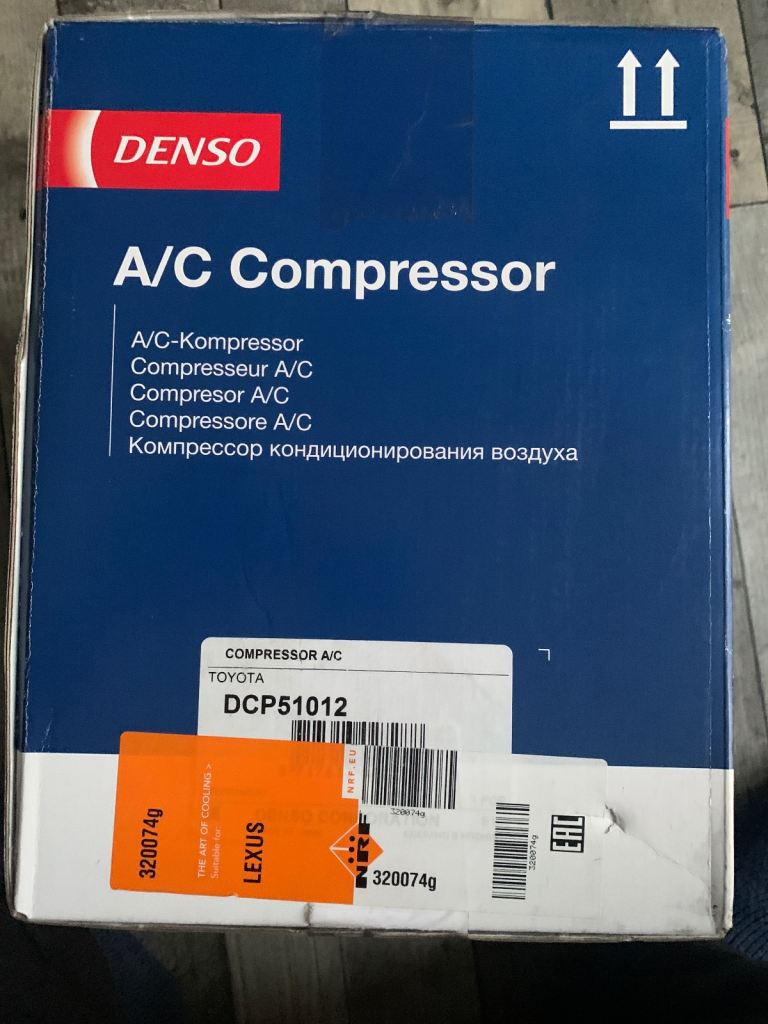 DENSO
A/C Compressor
A/C-Kompressor
Compresseur A/C
Compresor A/C
Compressore A/C
Компрессор кондиционирования воздуха
COMPRESSOR A/C
TOYOTA
DCP51012
320074g
THE ART OF COOLING >
Suitable for:
LEXUS
NRF.EU
NRF
320074g
320074g
320074g
EAC